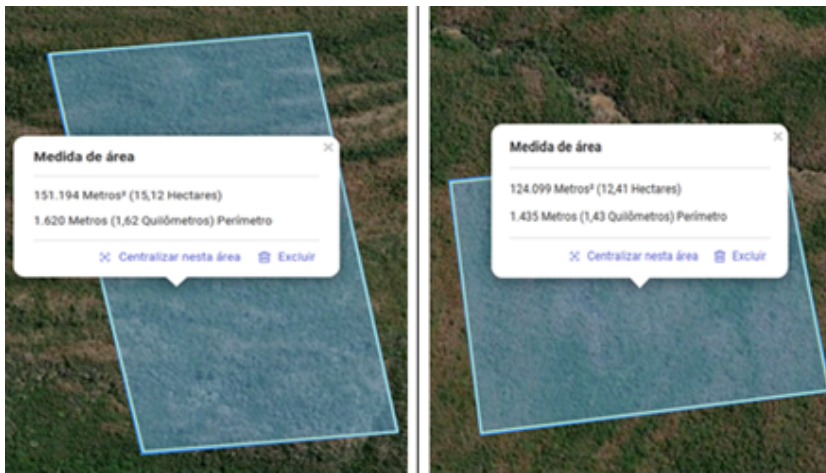 Medida de área
151.194 Metros² (15,12 Hectares)
1.620 Metros (1,62 Quilômetros) Perímetro
Centralizar nesta área Excluir
Medida de área
124.099 Metros² (12,41 Hectares)
1.435 Metros (1,43 Quilômetros) Perímetro
Centralizar nesta área Excluir